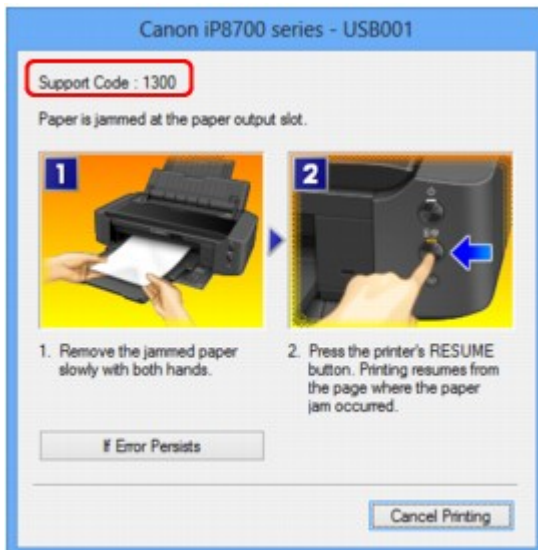 Canon iP8700 series - USB001
Support Code : 1300
Paper is jammed at the paper output slot.
1
2
1. Remove the jammed paper
slowly with both hands.
2. Press the printer's RESUME
button. Printing resumes from
the page where the paper
jam occurred.
If Error Persists
Cancel Printing